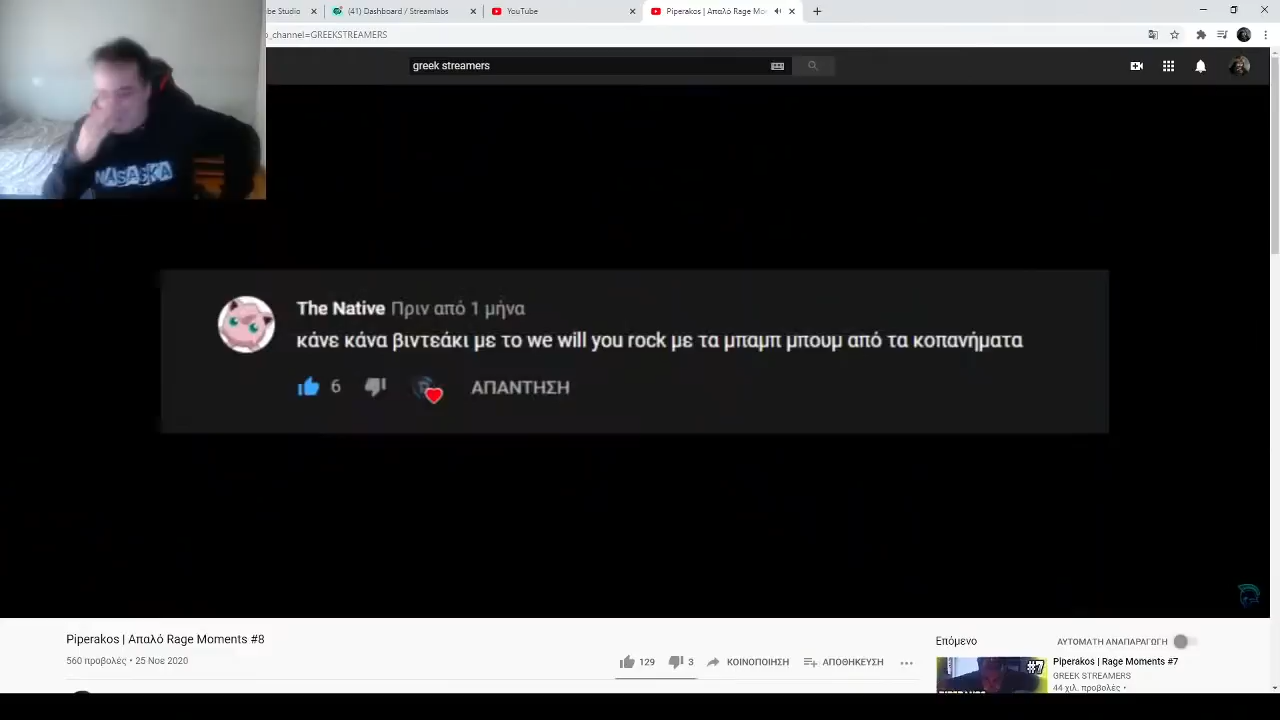 be Studio
(41) Dashboard / Streamlabs
YouTube
Piperakos | Απαλό Rage Mo
_channel=GREEKSTREAMERS
greek streamers
The Native Πριν από 1 μήνα
κάνε κάνα βιντεάκι με το we will you rock με τα μπαμπ μπουμ από τα κοπανήματα
6
ΑΠΑΝΤΗΣΗ
Piperakos | Απαλό Rage Moments #8
560 προβολές • 25 Νοε 2020
129
3
ΚΟΙΝΟΠΟΙΗΣΗ
ΑΠΟΘΗΚΕΥΣΗ
Επόμενο
ΑΥΤΟΜΑΤΗ ΑΝΑΠΑΡΑΓΩΓΗ
#7
Piperakos | Rage Moments #7
GREEK STREAMERS
44 χιλ. προβολές •